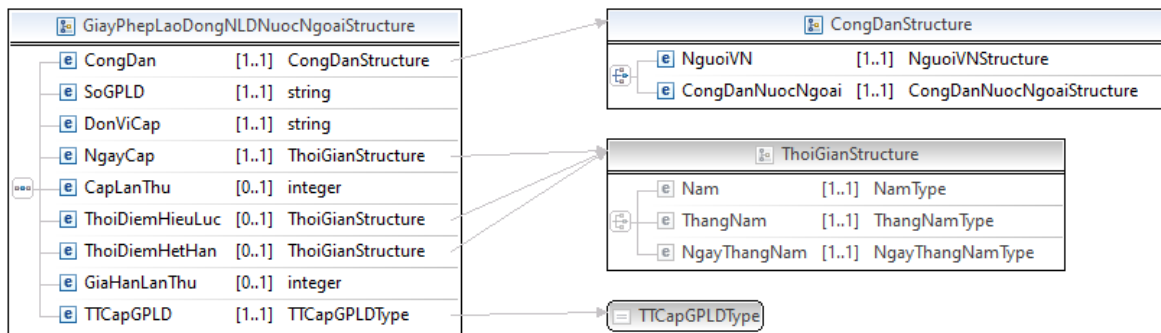 GiayPhepLaoDongNLDNuocNgoaiStructure
e CongDan [1..1] CongDanStructure
e SoGPLD [1..1] string
e DonViCap [1..1] string
e NgayCap [1..1] ThoiGianStructure
e CapLanThu [0..1] integer
e ThoiDiemHieuLuc [0..1] ThoiGianStructure
e ThoiDiemHetHan [0..1] ThoiGianStructure
e GiaHanLanThu [0..1] integer
e TTCapGPLD [1..1] TTCapGPLDType
CongDanStructure
e NguoiVN [1..1] NguoiVNStructure
e CongDanNuocNgoai [1..1] CongDanNuocNgoaiStructure
ThoiGianStructure
e Nam [1..1] NamType
e ThangNam [1..1] ThangNamType
e NgayThangNam [1..1] NgayThangNamType
TTCapGPLDType